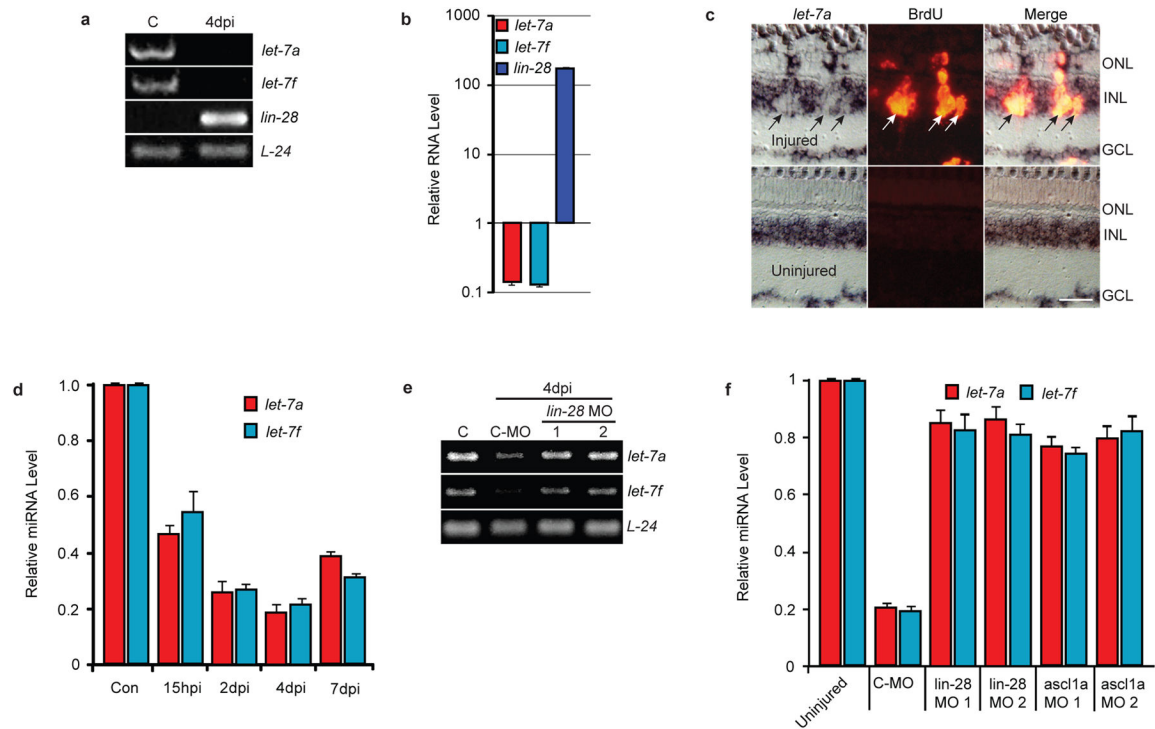 a
C 4dpi
let-7a
let-7f
lin-28
L-24
b
1000
100
10
1
0.1
Relative RNA Level
let-7a
let-7f
lin-28
c
let-7a BrdU Merge
ONL
INL
Injured
GCL
ONL
INL
Uninjured
GCL
d
1.0
0.8
0.6
0.4
0.2
0
Relative miRNA Level
let-7a
let-7f
Con 15hpi 2dpi 4dpi 7dpi
e
4dpi
lin-28 MO
C C-MO 1 2
let-7a
let-7f
L-24
f
1
0.8
0.6
0.4
0.2
0
Relative miRNA Level
let-7a let-7f
Uninjured
C-MO
lin-28
MO 1
lin-28
MO 2
ascl1a
MO 1
ascl1a
MO 2